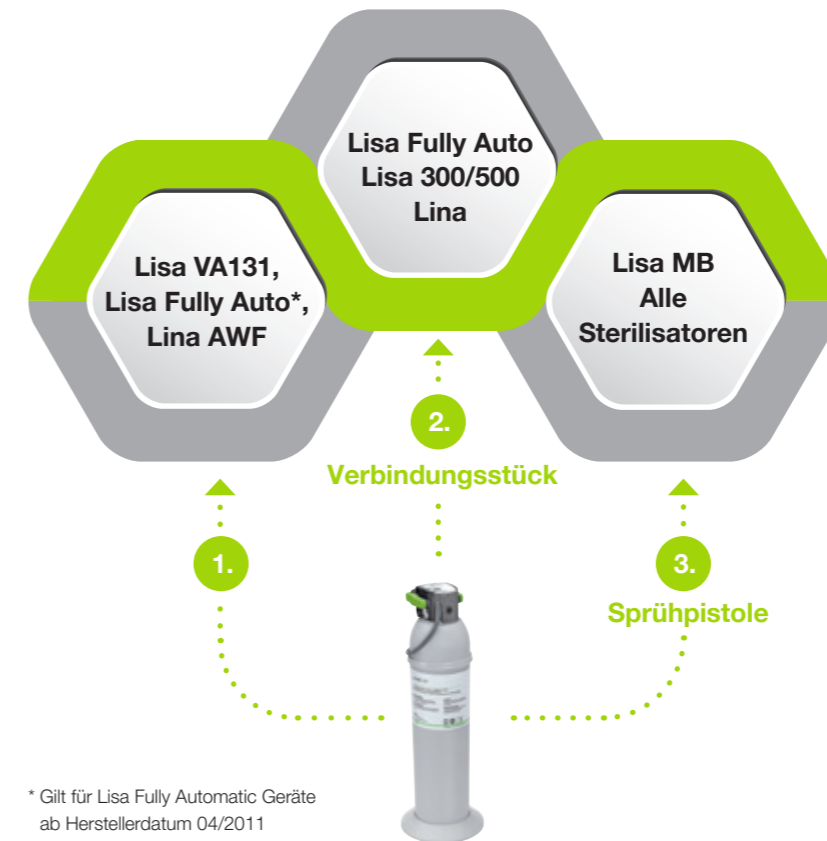 Lisa Fully Auto
Lisa 300/500
Lina
Lisa VA131,
Lisa Fully Auto*,
Lina AWF
Lisa MB
Alle
Sterilisatoren
2.
Verbindungsstück
1.
3.
Sprühpistole
* Gilt für Lisa Fully Automatic Geräte
ab Herstellerdatum 04/2011